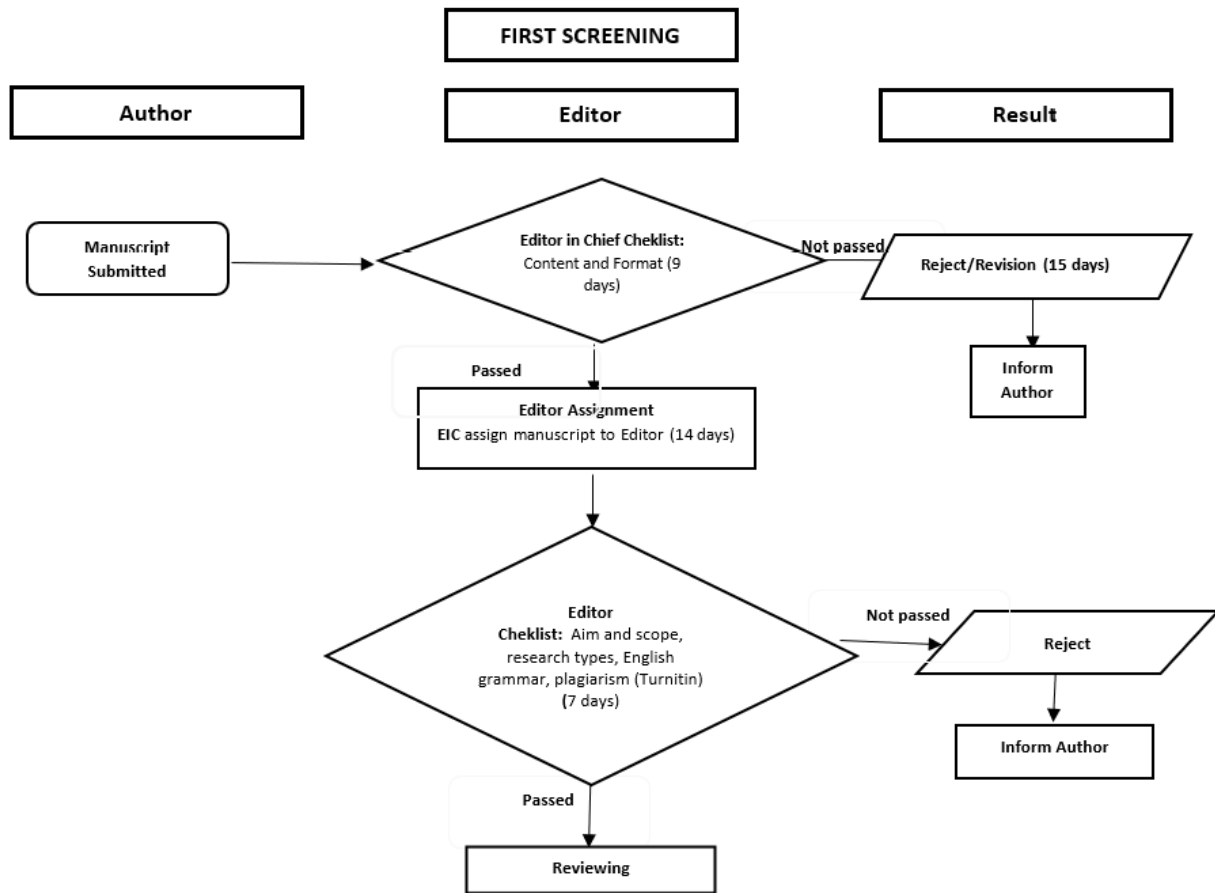 FIRST SCREENING
Author
Editor
Result
Manuscript
Submitted
Editor in Chief Cheklist:
Content and Format (9
days)
Not passed
Reject/Revision (15 days)
Inform
Author
Passed
Editor Assignment
EIC assign manuscript to Editor (14 days)
Editor
Cheklist: Aim and scope,
research types, English
grammar, plagiarism (Turnitin)
(7 days)
Not passed
Reject
Inform Author
Passed
Reviewing